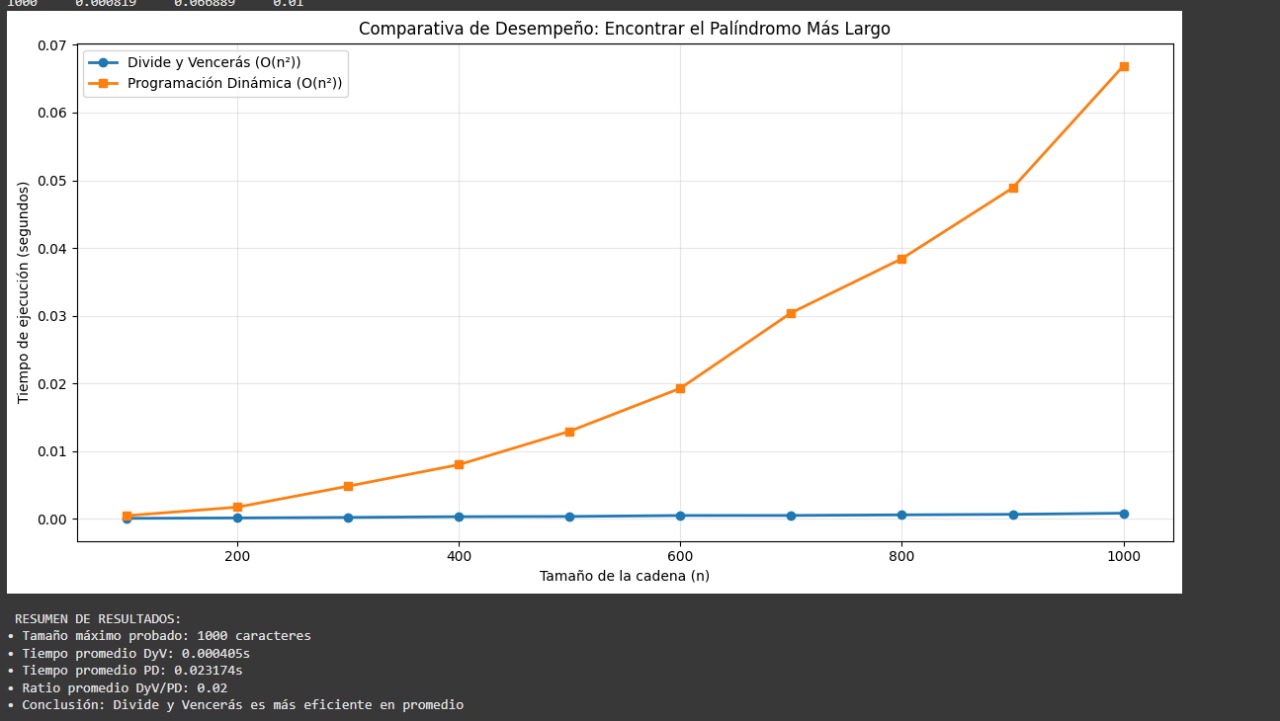 1000 0.000819 0.066889 0.01
Comparativa de Desempeño: Encontrar el Palíndromo Más Largo
Divide y Vencerás (O(n²))
Programación Dinámica (O(n²))
Tiempo de ejecución (segundos)
0.07
0.06
0.05
0.04
0.03
0.02
0.01
0.00
200 400 600 800 1000
Tamaño de la cadena (n)
RESUMEN DE RESULTADOS:
• Tamaño máximo probado: 1000 caracteres
• Tiempo promedio DyV: 0.000405s
• Tiempo promedio PD: 0.023174s
• Ratio promedio DyV/PD: 0.02
• Conclusión: Divide y Vencerás es más eficiente en promedio